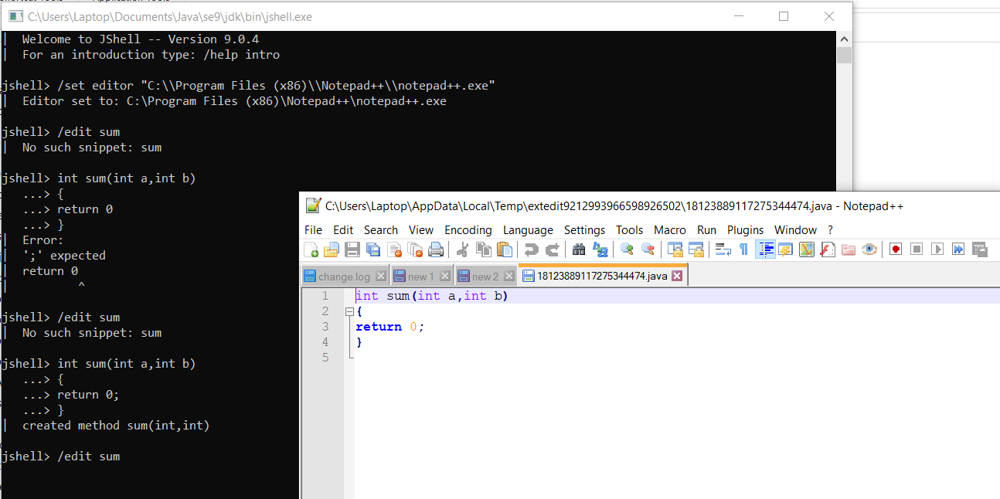 C:\Users\Laptop\Documents\Java\se9\jdk\bin\jshell.exe
| Welcome to JShell -- Version 9.0.4
| For an introduction type: /help intro
jshell> /set editor "C:\\Program Files (x86)\\Notepad++\\notepad++.exe"
| Editor set to: C:\Program Files (x86)\Notepad++\notepad++.exe
jshell> /edit sum
| No such snippet: sum
jshell> int sum(int a,int b)
...> {
...> return 0
...> }
| Error:
| ';' expected
| return 0
| ^
jshell> /edit sum
| No such snippet: sum
jshell> int sum(int a,int b)
...> {
...> return 0;
...> }
| created method sum(int,int)
jshell> /edit sum
C:\Users\Laptop\AppData\Local\Temp\extedit9212993966598926502\18123889117275344474.java - Notepad++
File Edit Search View Encoding Language Settings Tools Macro Run Plugins Window ?
change.log new 1 new 2 18123889117275344474.java
1 int sum(int a,int b)
2 {
3 return 0;
4 }
5